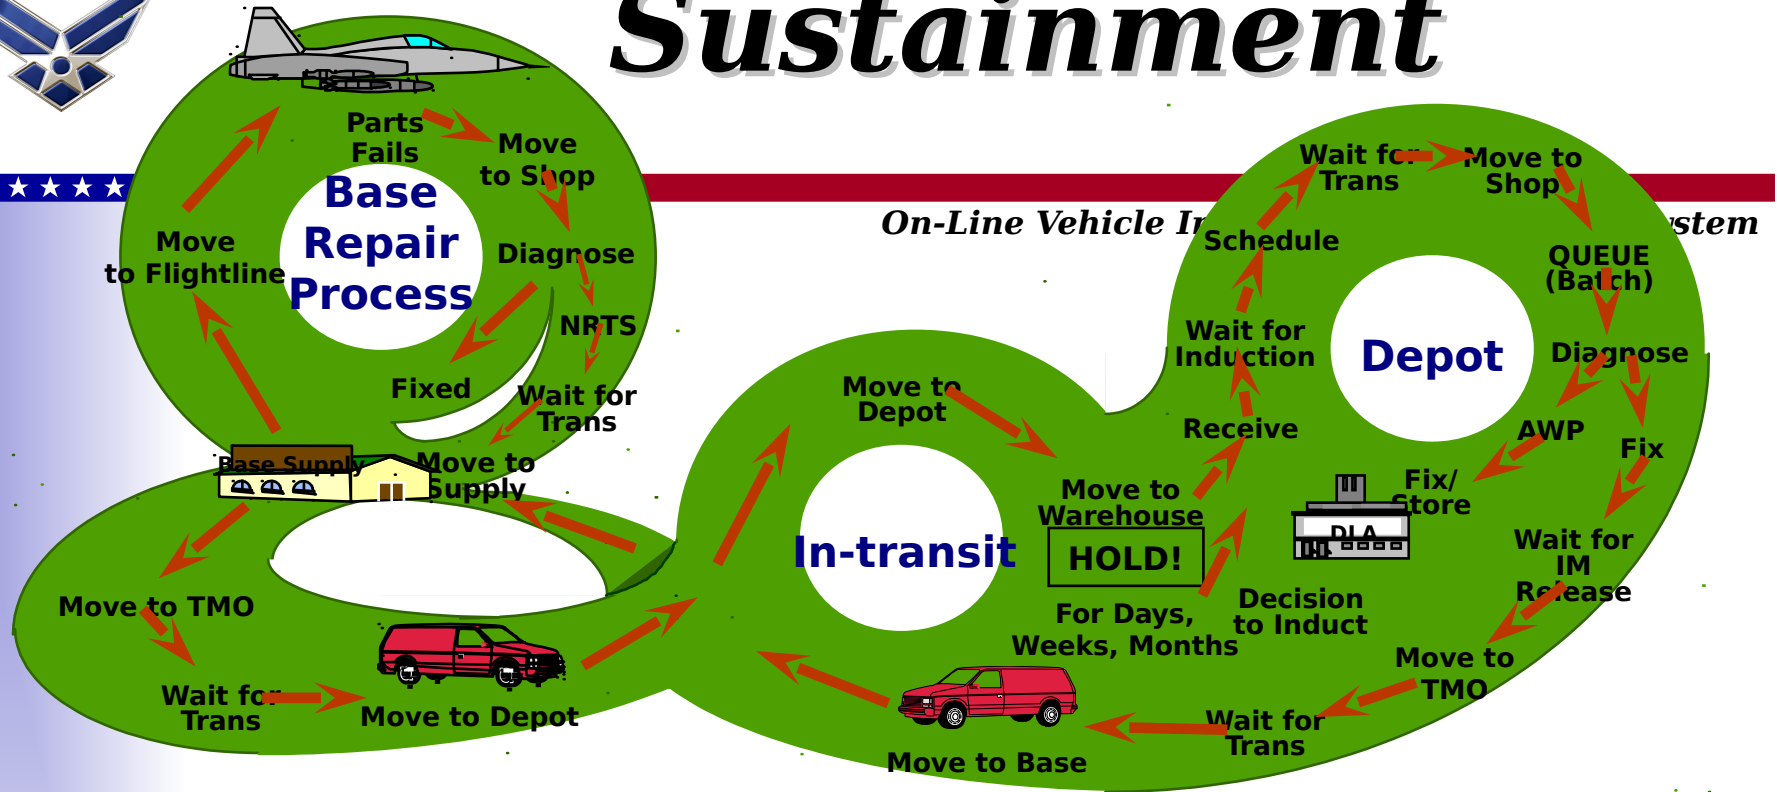 Sustainment
On-Line Vehicle
Parts
Fails
Move
to Shop
Base
Repair
Process
Move
to Flightline
Diagnose
NRTS
Fixed
Wait for
Trans
Base Supply
Move to
Supply
Move to TMO
Wait for
Trans
Move to Depot
Move to
Depot
In-transit
Move to
Warehouse
HOLD!
For Days,
Weeks, Months
Decision
to Induct
Receive
Wait for
Induction
Schedule
Wait for
Trans
Move to
Shop
QUEUE
(Batch)
Depot
Diagnose
AWP
Fix
Fix/
Store
DLA
Wait for
IM
Release
Move to
TMO
Wait for
Trans
Move to Base